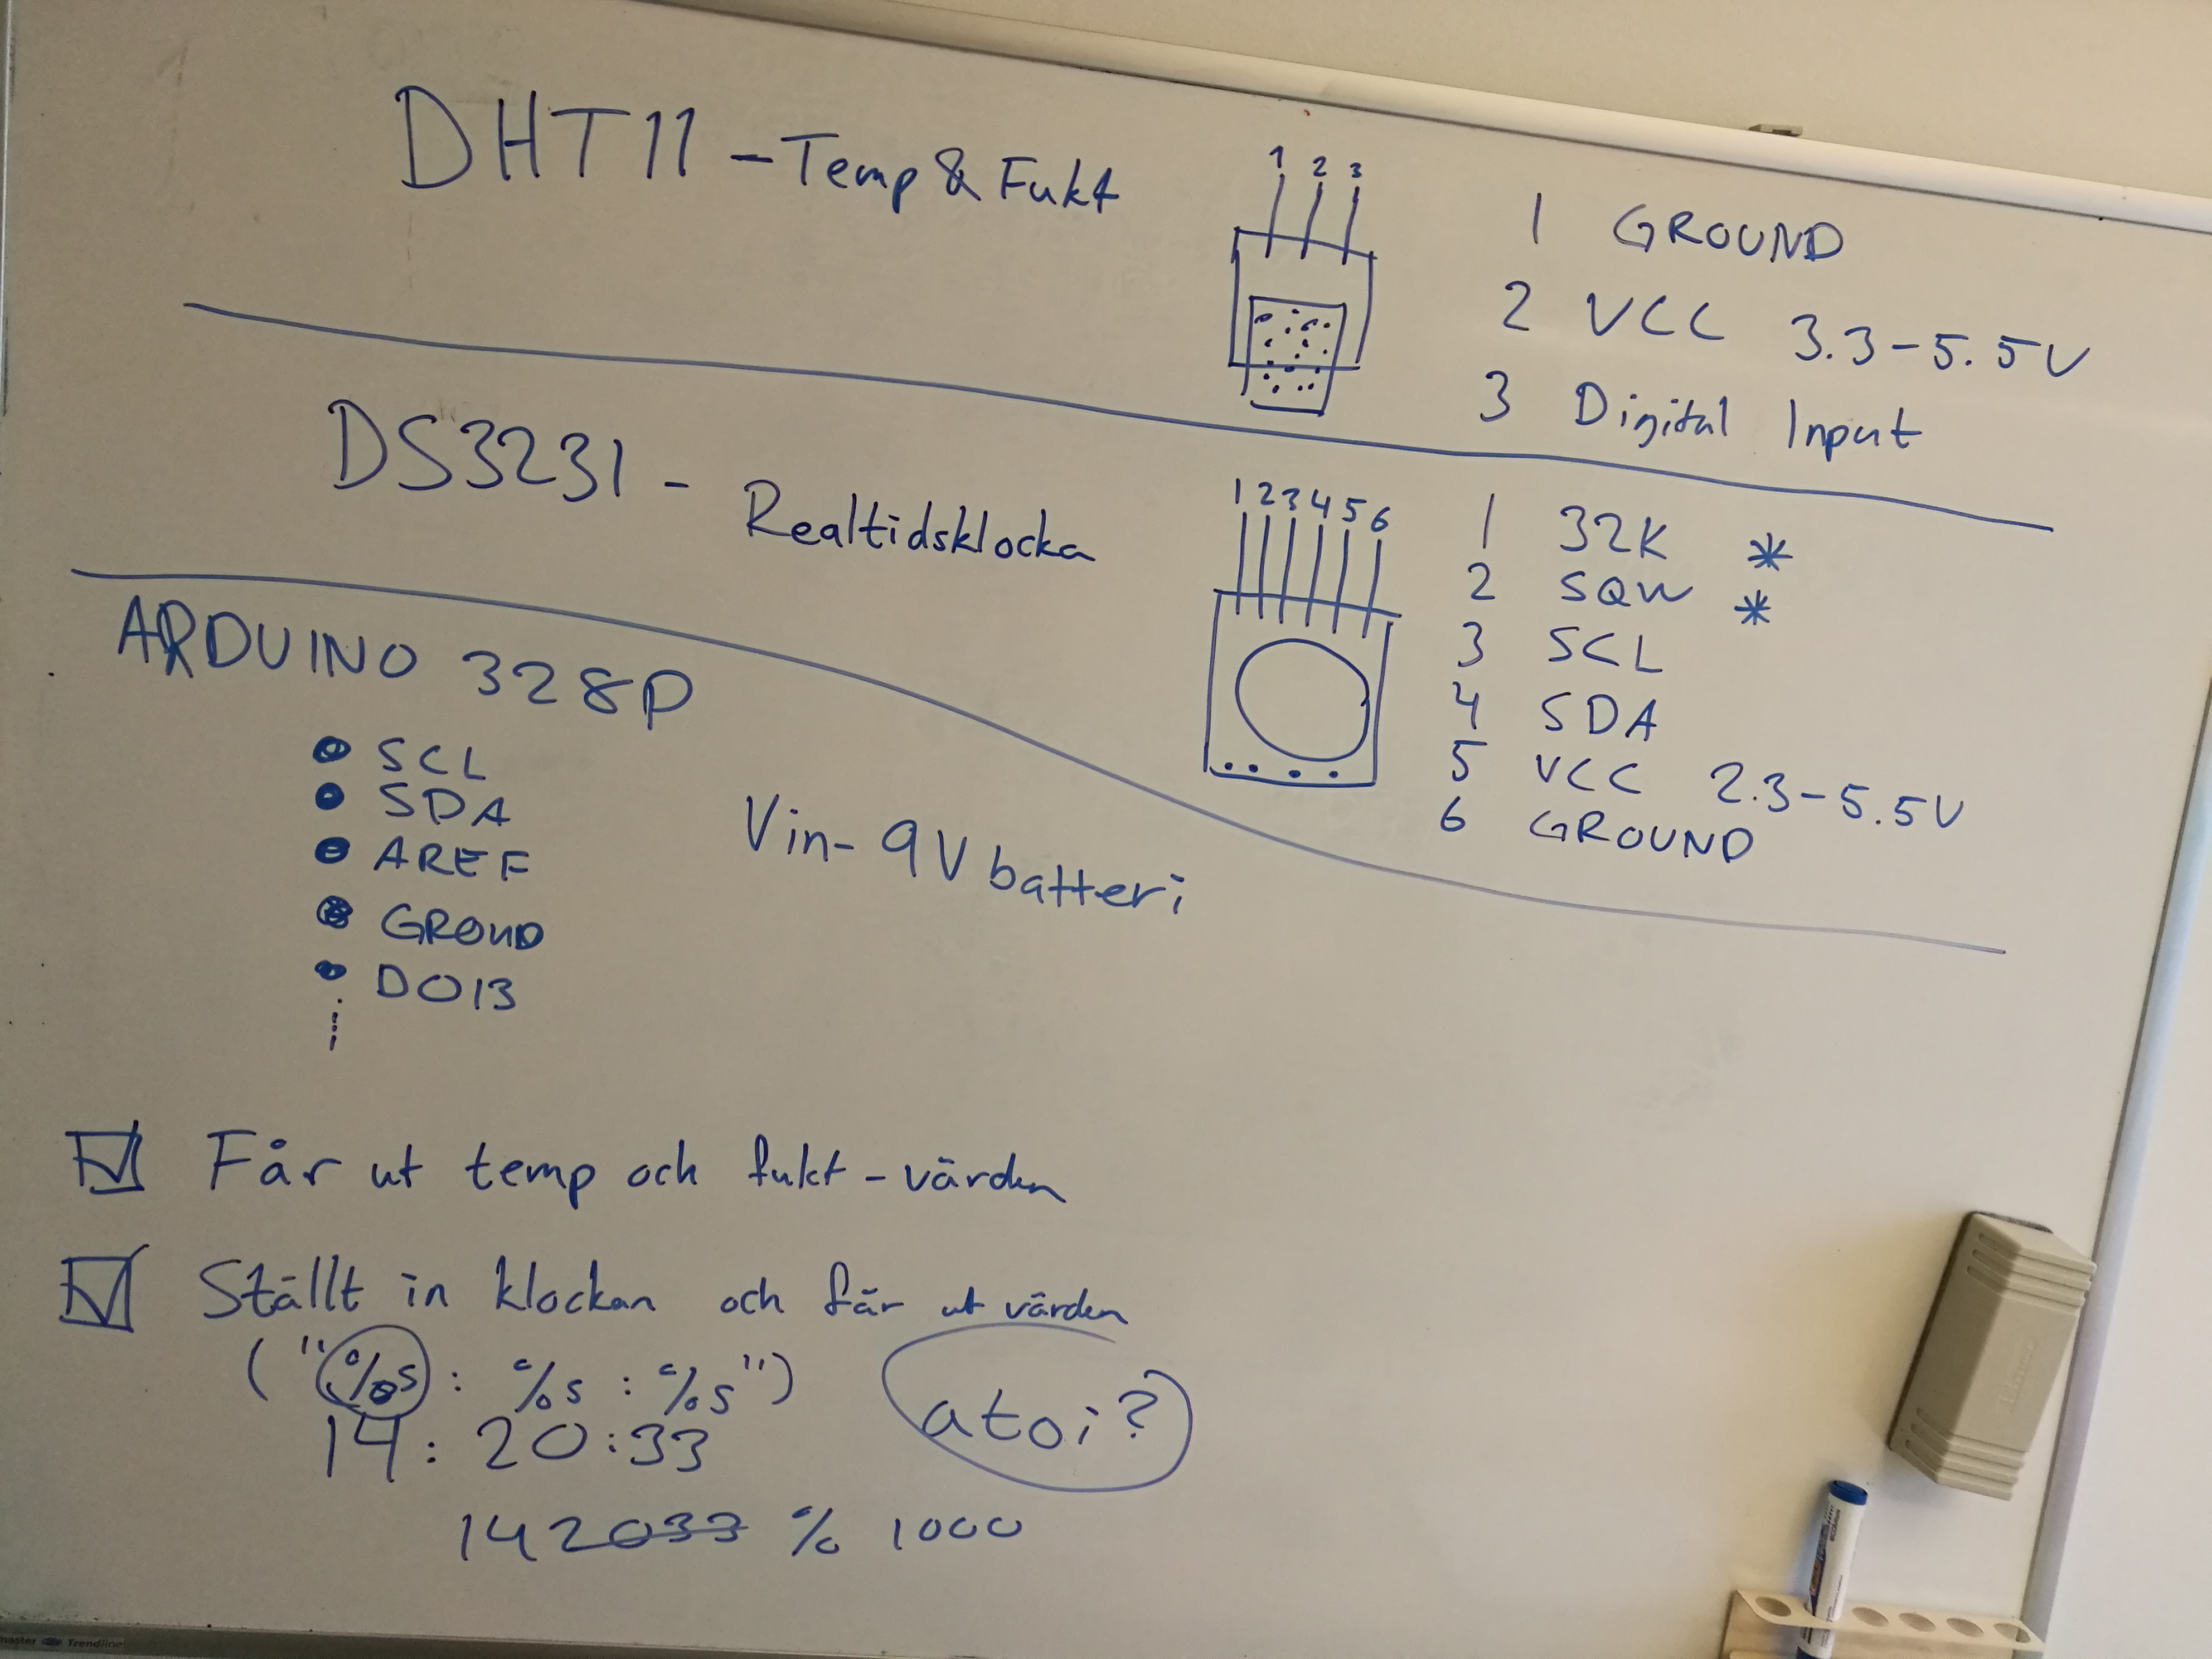 DHT11 - Temp & Fukt
1 2 3
1 GROUND
2 VCC 3.3-5.5V
3 Digital Input
DS3231 - Realtidsklocka
1 2 3 4 5 6
1 32K *
2 SQW *
3 SCL
4 SDA
5 VCC 2.3-5.5V
6 GROUND
ARDUINO 328P
SCL
SDA
AREF
GROUND
DO13
Vin- 9V batteri
Får ut temp och fukt-värden
Ställt in klockan och får ut värden
("%s : %s : %s")
14 : 20 : 33
atoi?
142033 % 1000
Trendline